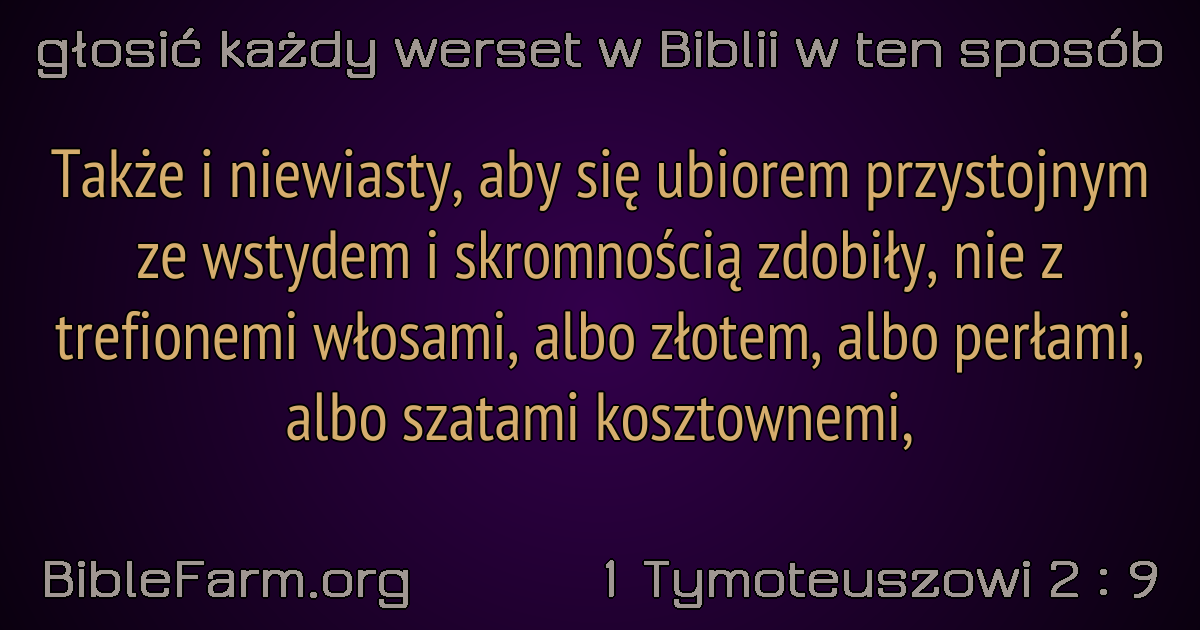 głosić każdy werset w Biblii w ten sposób
Także i niewiasty, aby się ubiorem przystojnym
ze wstydem i skromnością zdobiły, nie z
trefionemi włosami, albo złotem, albo perłami,
albo szatami kosztownemi,
BibleFarm.org 1 Tymoteuszowi 2 : 9